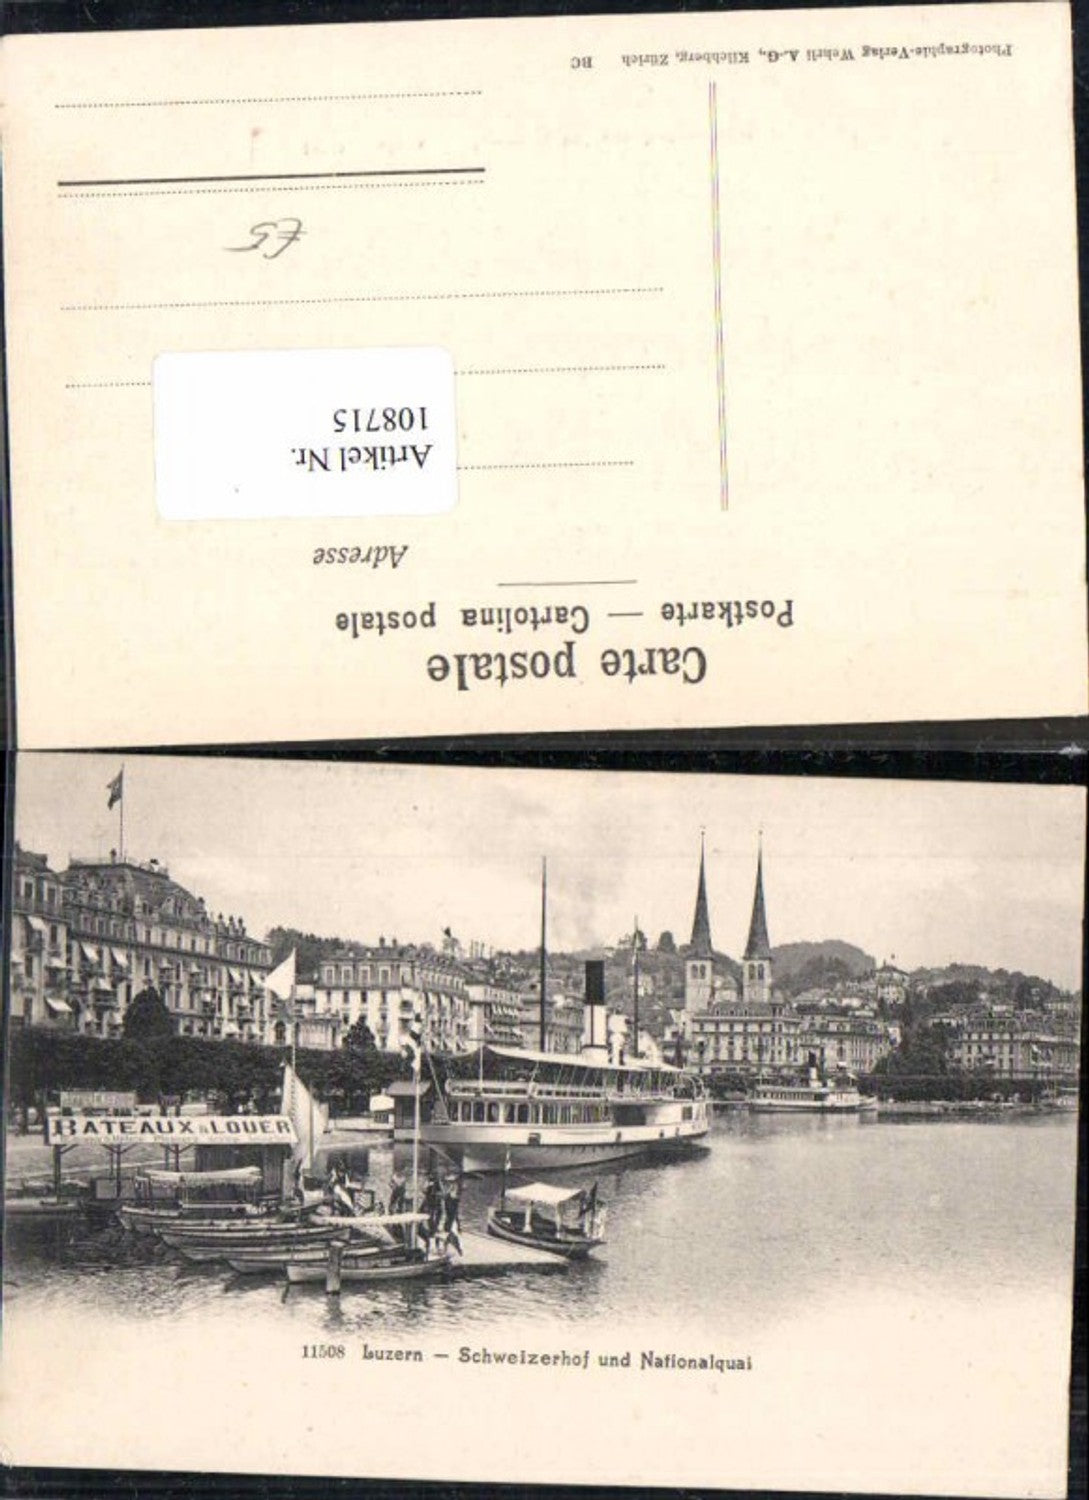 Carte postale
Postkarte — Cartolina postale
Adresse
Artikel Nr.
108715
£5
Photographie-Verlag Wehrli A.-G., Kilchberg, Zürich BC
BATEAUX à LOUER
11508 Luzern — Schweizerhof und Nationalquai